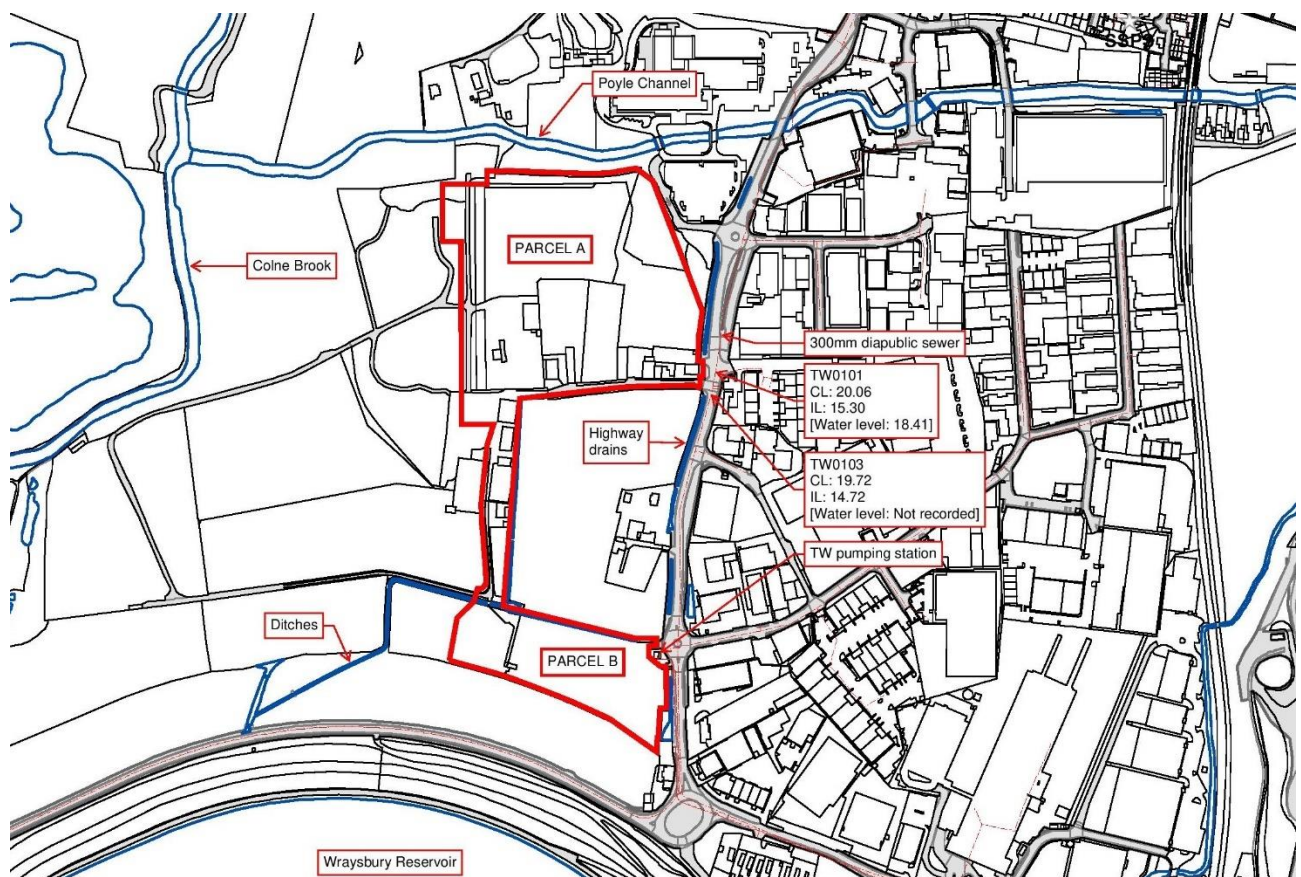 SSP2
Poyle Channel
PARCEL A
Colne Brook
300mm diapublic sewer
TW0101
CL: 20.06
IL: 15.30
[Water level: 18.41]
Highway
drains
TW0103
CL: 19.72
IL: 14.72
[Water level: Not recorded]
TW pumping station
Ditches
PARCEL B
Wraysbury Reservoir